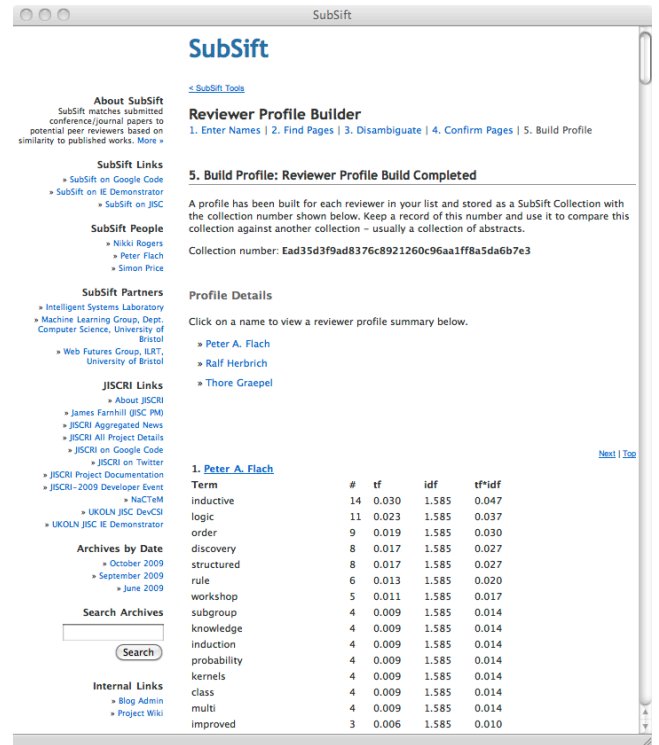 SubSift
SubSift
< SubSift Tools
About SubSift
SubSift matches submitted
conference/journal papers to
potential peer reviewers based on
similarity to published works. More »
SubSift Links
» SubSift on Google Code
» SubSift on IE Demonstrator
» SubSift on JISC
SubSift People
» Nikki Rogers
» Peter Flach
» Simon Price
SubSift Partners
» Intelligent Systems Laboratory
» Machine Learning Group, Dept.
Computer Science, University of
Bristol
» Web Futures Group, ILRT,
University of Bristol
JISCRI Links
» About JISCRI
» James Farnhill (JISC PM)
» JISCRI Aggregated News
» JISCRI All Project Details
» JISCRI on Google Code
» JISCRI on Twitter
» JISCRI Project Documentation
» JISCRI-2009 Developer Event
» NaCTeM
» UKOLN JISC DevCSI
» UKOLN JISC IE Demonstrator
Archives by Date
» October 2009
» September 2009
» June 2009
Search Archives
Search
Internal Links
» Blog Admin
» Project Wiki
Reviewer Profile Builder
1. Enter Names | 2. Find Pages | 3. Disambiguate | 4. Confirm Pages | 5. Build Profile
5. Build Profile: Reviewer Profile Build Completed
A profile has been built for each reviewer in your list and stored as a SubSift Collection with
the collection number shown below. Keep a record of this number and use it to compare this
collection against another collection – usually a collection of abstracts.
Collection number: Ead35d3f9ad8376c8921260c96aa1ff8a5da6b7e3
Profile Details
Click on a name to view a reviewer profile summary below.
» Peter A. Flach
» Ralf Herbrich
» Thore Graepel
Next | Top
1. Peter A. Flach
Term # tf idf tf*idf
inductive 14 0.030 1.585 0.047
logic 11 0.023 1.585 0.037
order 9 0.019 1.585 0.030
discovery 8 0.017 1.585 0.027
structured 8 0.017 1.585 0.027
rule 6 0.013 1.585 0.020
workshop 5 0.011 1.585 0.017
subgroup 4 0.009 1.585 0.014
knowledge 4 0.009 1.585 0.014
induction 4 0.009 1.585 0.014
probability 4 0.009 1.585 0.014
kernels 4 0.009 1.585 0.014
class 4 0.009 1.585 0.014
multi 4 0.009 1.585 0.014
improved 3 0.006 1.585 0.010